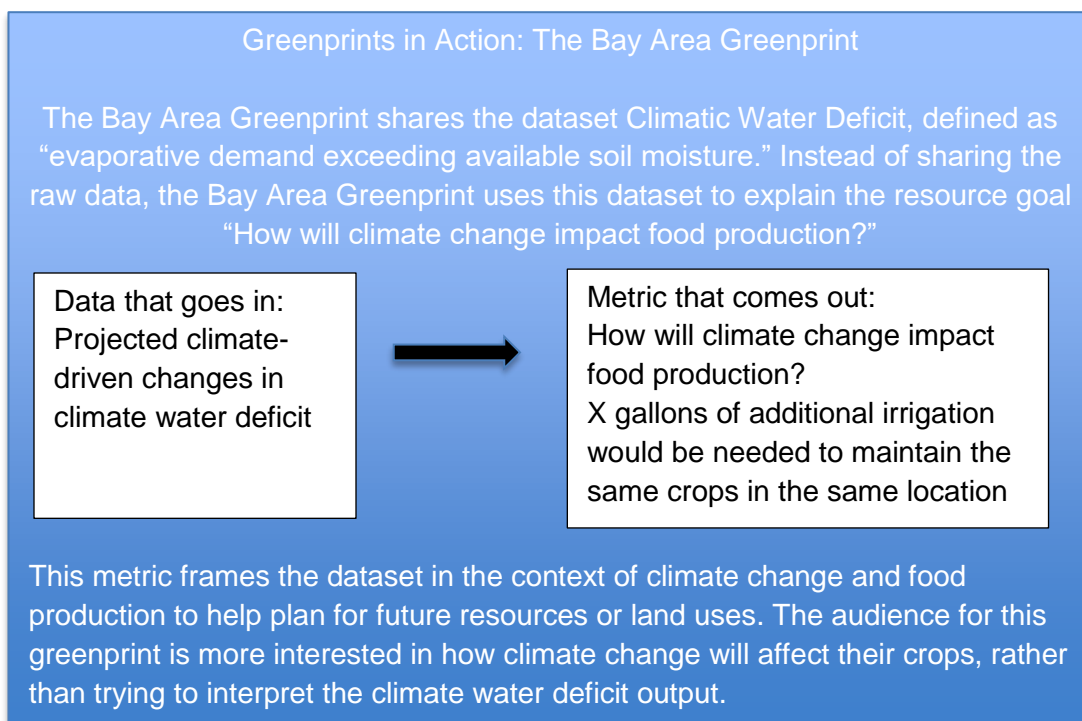 Greenprints in Action: The Bay Area Greenprint
The Bay Area Greenprint shares the dataset Climatic Water Deficit, defined as
“evaporative demand exceeding available soil moisture.” Instead of sharing the
raw data, the Bay Area Greenprint uses this dataset to explain the resource goal
“How will climate change impact food production?”
Data that goes in:
Projected climate-
driven changes in
climate water deficit
Metric that comes out:
How will climate change impact
food production?
X gallons of additional irrigation
would be needed to maintain the
same crops in the same location
This metric frames the dataset in the context of climate change and food
production to help plan for future resources or land uses. The audience for this
greenprint is more interested in how climate change will affect their crops, rather
than trying to interpret the climate water deficit output.